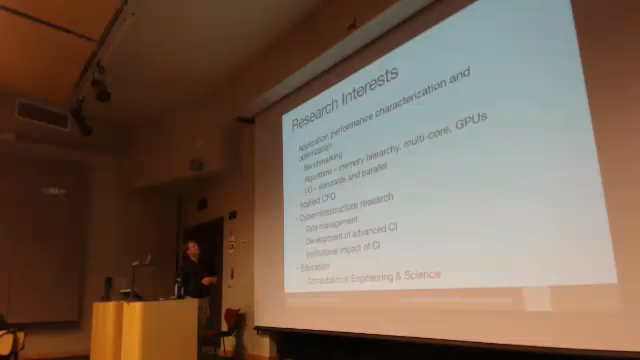 Research Interests
Application performance characterization and
optimization
Benchmarking
Algorithms – memory hierarchy, multi-core, GPUs
I/O – standards and parallel
Applied CFD
Cyberinfrastructure research
Data management
Development of advanced CI
Institutional impact of CI
Education
Computational Engineering & Science